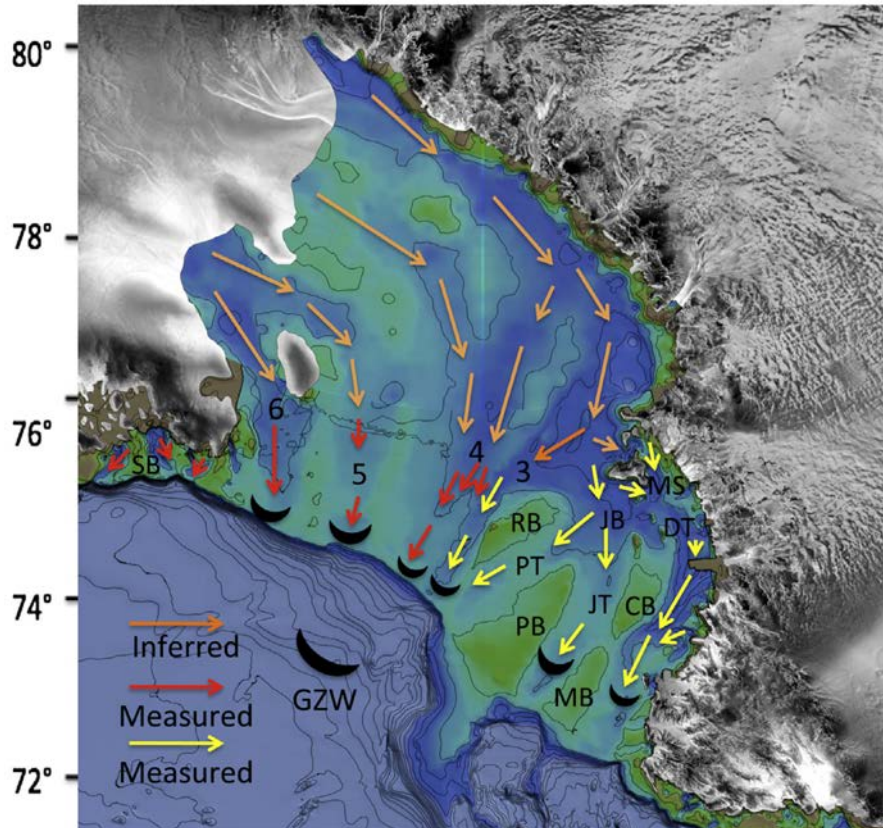 80°
78°
76°
6
SB
5
4
3
MS
RB
JB
DT
PT
74°
JT
CB
PB
Inferred
MB
GZW
Measured
Measured
72°